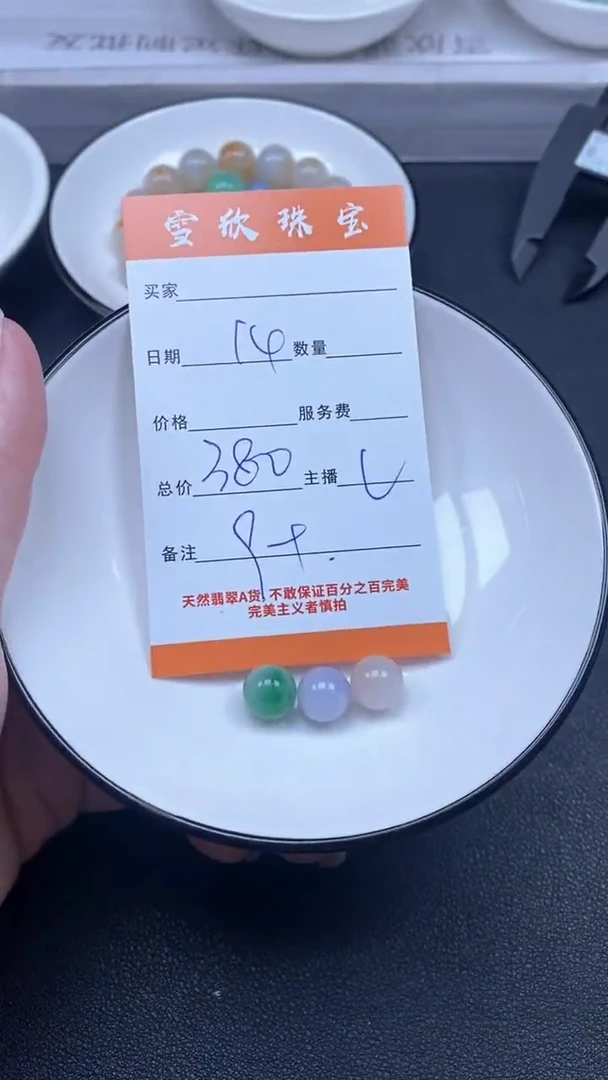 雪欣珠宝
买家
日期 14 数量
价格 服务费
总价 380 主播
备注 9+.
天然翡翠A货, 不敢保证百分之百完美
完美主义者慎拍